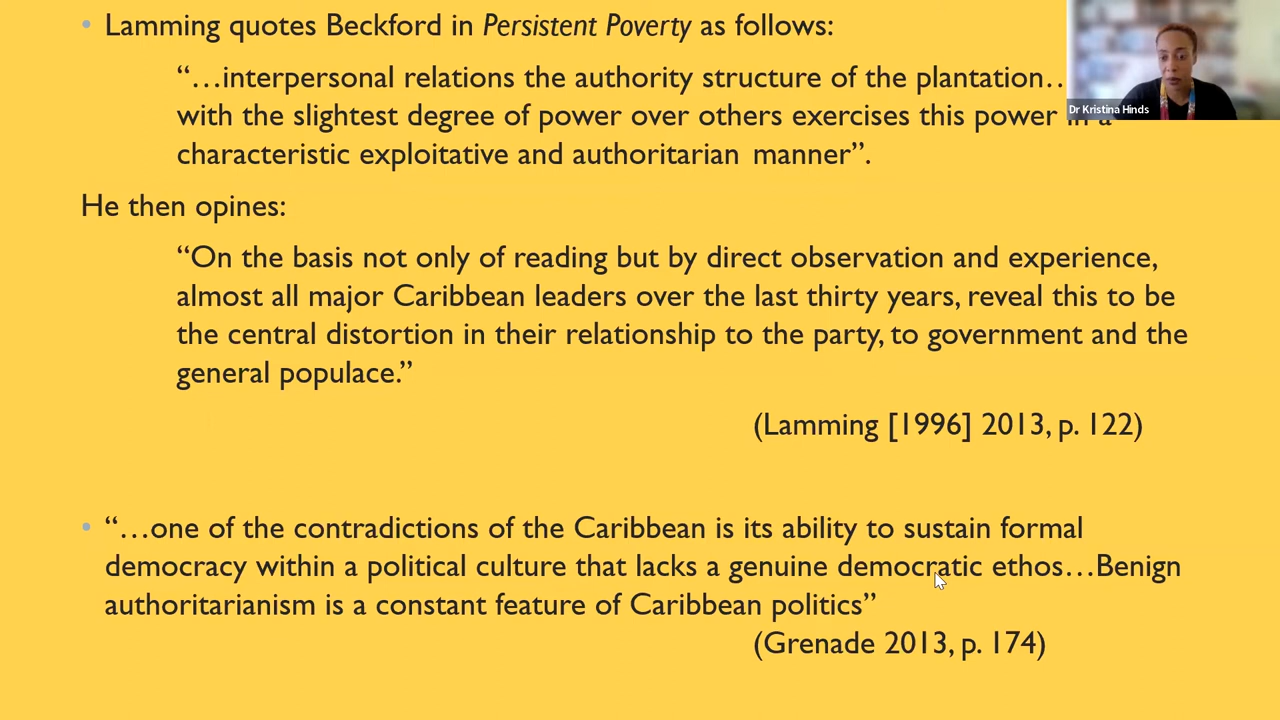 • Lamming quotes Beckford in Persistent Poverty as follows:
“…interpersonal relations the authority structure of the plantation…
with the slightest degree of power over others exercises this power in a
characteristic exploitative and authoritarian manner”.
He then opines:
“On the basis not only of reading but by direct observation and experience,
almost all major Caribbean leaders over the last thirty years, reveal this to be
the central distortion in their relationship to the party, to government and the
general populace.”
(Lamming [1996] 2013, p. 122)
• “…one of the contradictions of the Caribbean is its ability to sustain formal
democracy within a political culture that lacks a genuine democratic ethos…Benign
authoritarianism is a constant feature of Caribbean politics”
(Grenade 2013, p. 174)
Dr Kristina Hinds